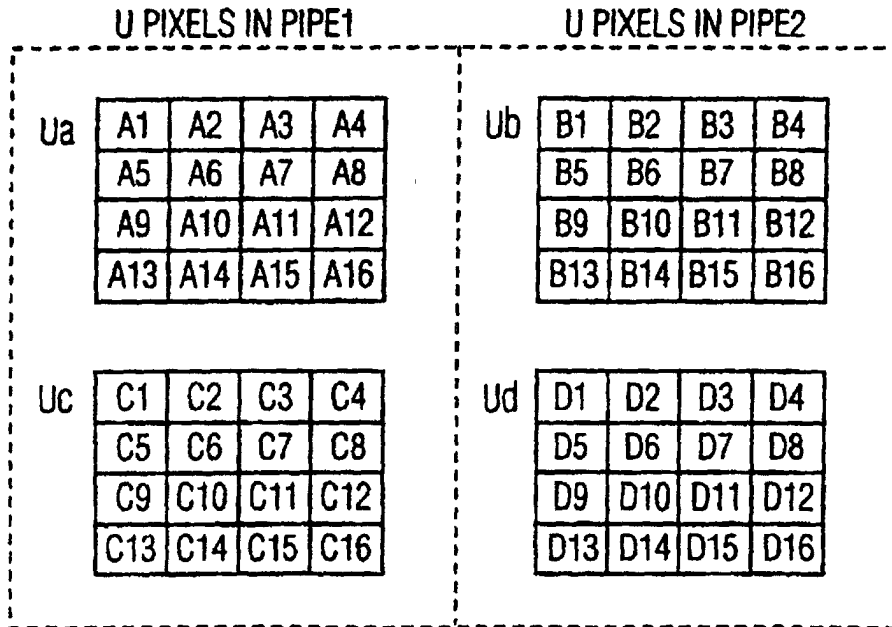 U PIXELS IN PIPE1 U PIXELS IN PIPE2
Ua A1 A2 A3 A4 Ub B1 B2 B3 B4
A5 A6 A7 A8 B5 B6 B7 B8
A9 A10 A11 A12 B9 B10 B11 B12
A13 A14 A15 A16 B13 B14 B15 B16
Uc C1 C2 C3 C4 Ud D1 D2 D3 D4
C5 C6 C7 C8 D5 D6 D7 D8
C9 C10 C11 C12 D9 D10 D11 D12
C13 C14 C15 C16 D13 D14 D15 D16